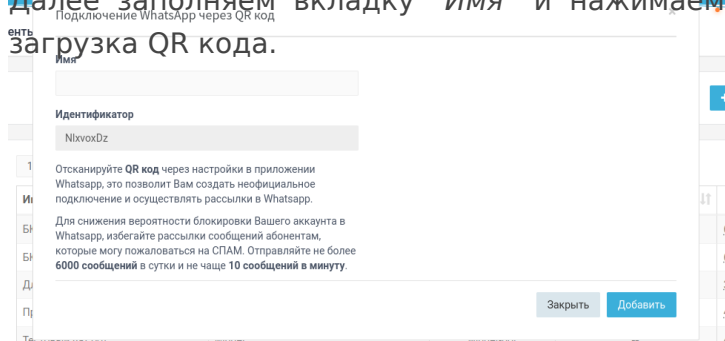 Далее заполняем вкладку "Имя" и нажимаем
Подключение WhatsApp через QR код
×
загрузка QR кода.
Имя
Идентификатор
NIxvoxDz
Отсканируйте QR код через настройки в приложении
Whatsapp, это позволит Вам создать неофициальное
подключение и осуществлять рассылки в Whatsapp.
Для снижения вероятности блокировки Вашего аккаунта в
Whatsapp, избегайте рассылки сообщений абонентам,
которые могу пожаловаться на СПАМ. Отправляйте не более
6000 сообщений в сутки и не чаще 10 сообщений в минуту.
Закрыть
Добавить